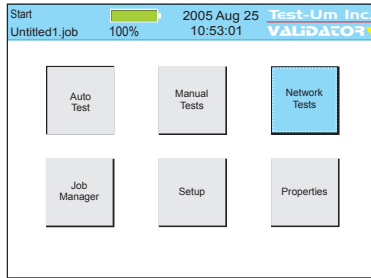 Start 2005 Aug 25 Test-Um Inc.
Untitled1.job 100% 10:53:01 VALiDATOR
Auto
Test
Manual
Tests
Network
Tests
Job
Manager
Setup
Properties